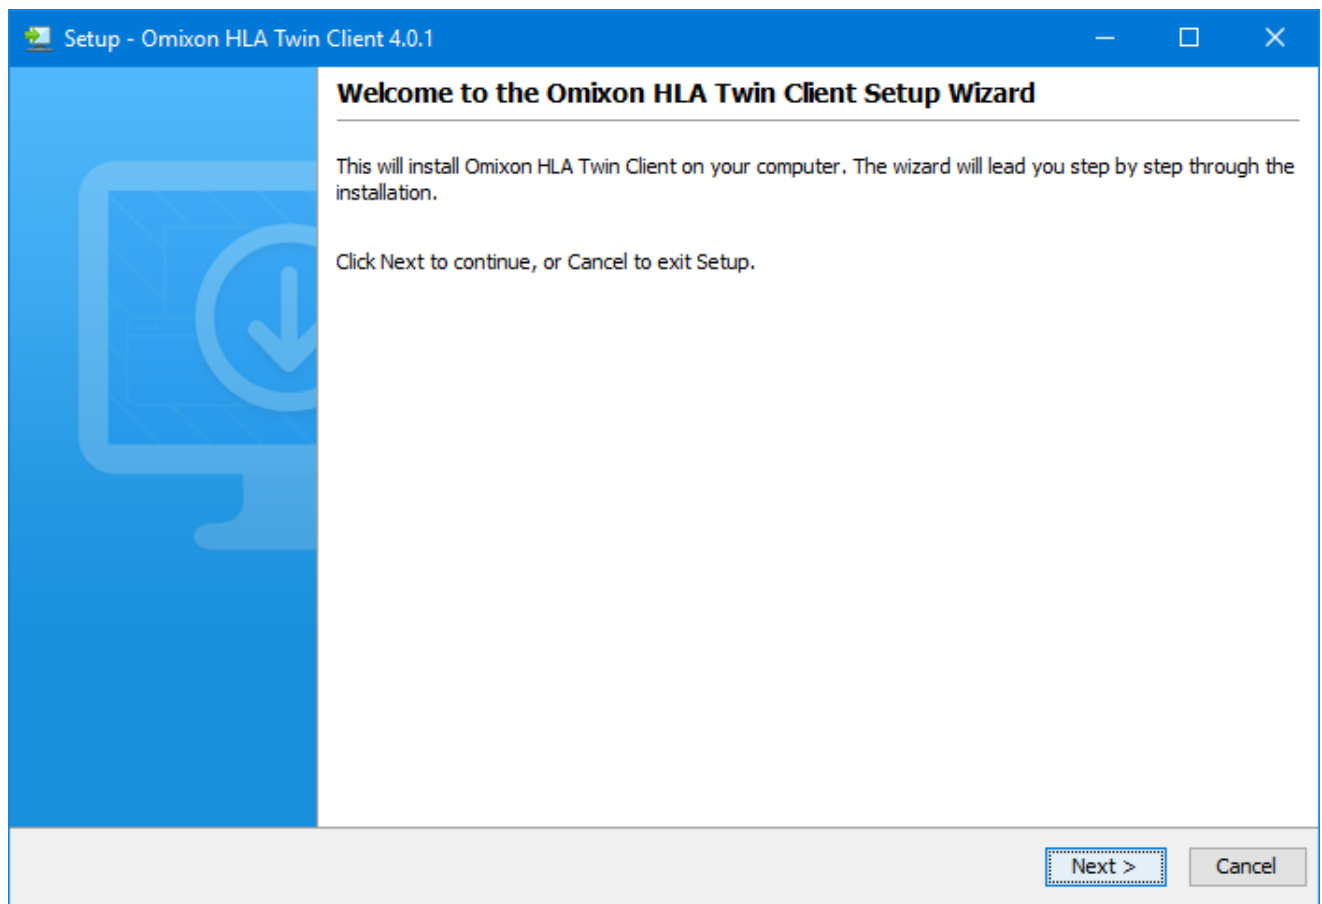 Setup - Omixon HLA Twin Client 4.0.1
Welcome to the Omixon HLA Twin Client Setup Wizard
This will install Omixon HLA Twin Client on your computer. The wizard will lead you step by step through the
installation.
Click Next to continue, or Cancel to exit Setup.
Next >
Cancel